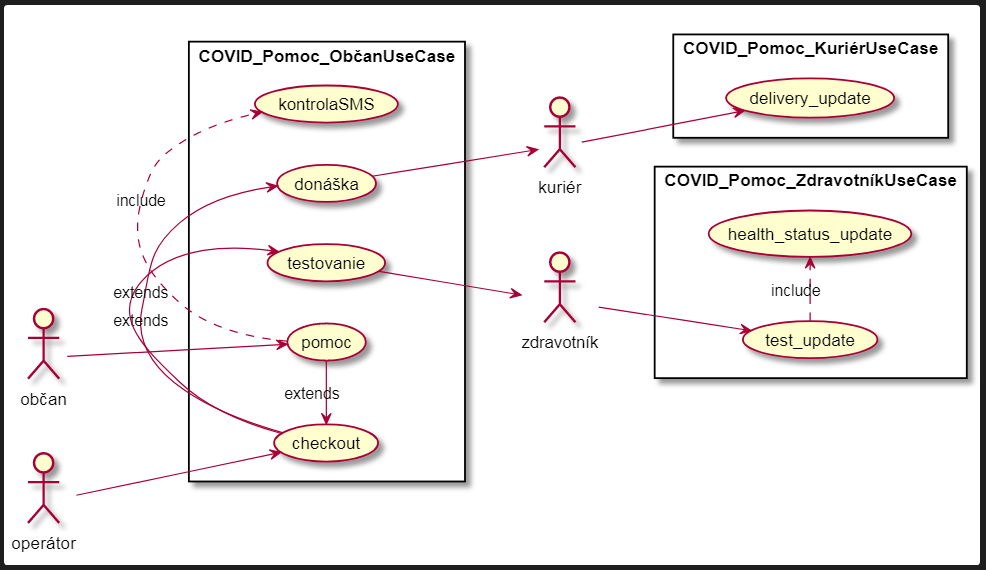 COVID_Pomoc_ObčanUseCase
kontrolaSMS
donáška
include
testovanie
extends
extends
pomoc
extends
checkout
občan
operátor
kuriér
zdravotník
COVID_Pomoc_KuriérUseCase
delivery_update
COVID_Pomoc_ZdravotníkUseCase
health_status_update
include
test_update